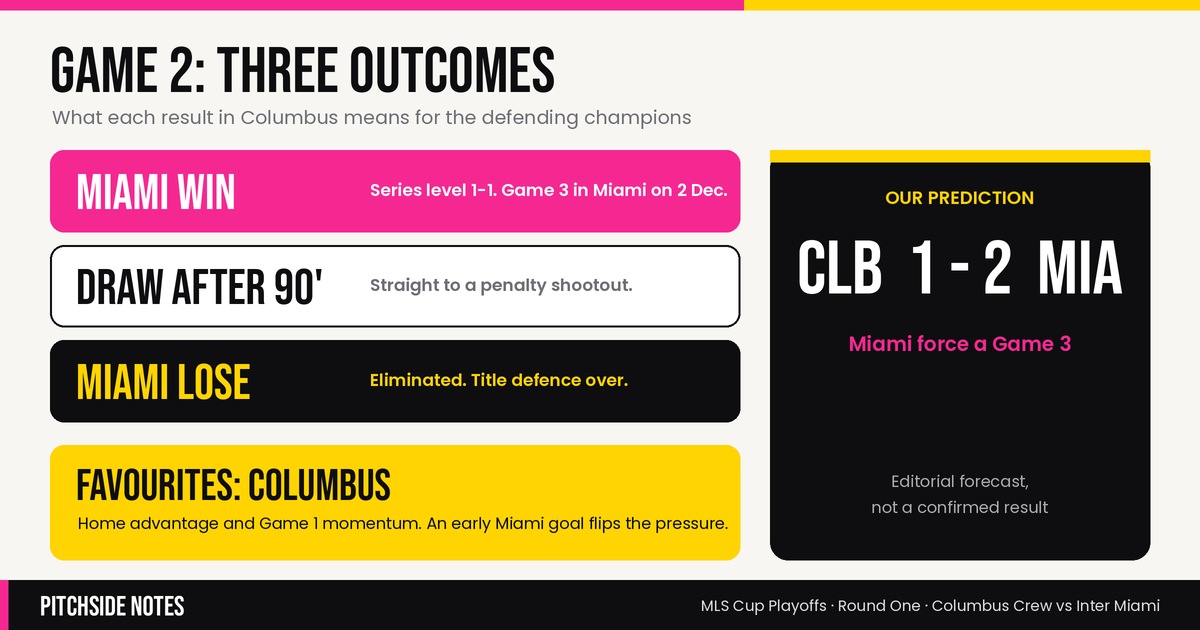 GAME 2: THREE OUTCOMES
What each result in Columbus means for the defending champions
MIAMI WIN
Series level 1-1. Game 3 in Miami on 2 Dec.
DRAW AFTER 90'
Straight to a penalty shootout.
MIAMI LOSE
Eliminated. Title defence over.
FAVOURITES: COLUMBUS
Home advantage and Game 1 momentum. An early Miami goal flips the pressure.
OUR PREDICTION
CLB 1 - 2 MIA
Miami force a Game 3
Editorial forecast,
not a confirmed result
PITCHSIDE NOTES
MLS Cup Playoffs · Round One · Columbus Crew vs Inter Miami